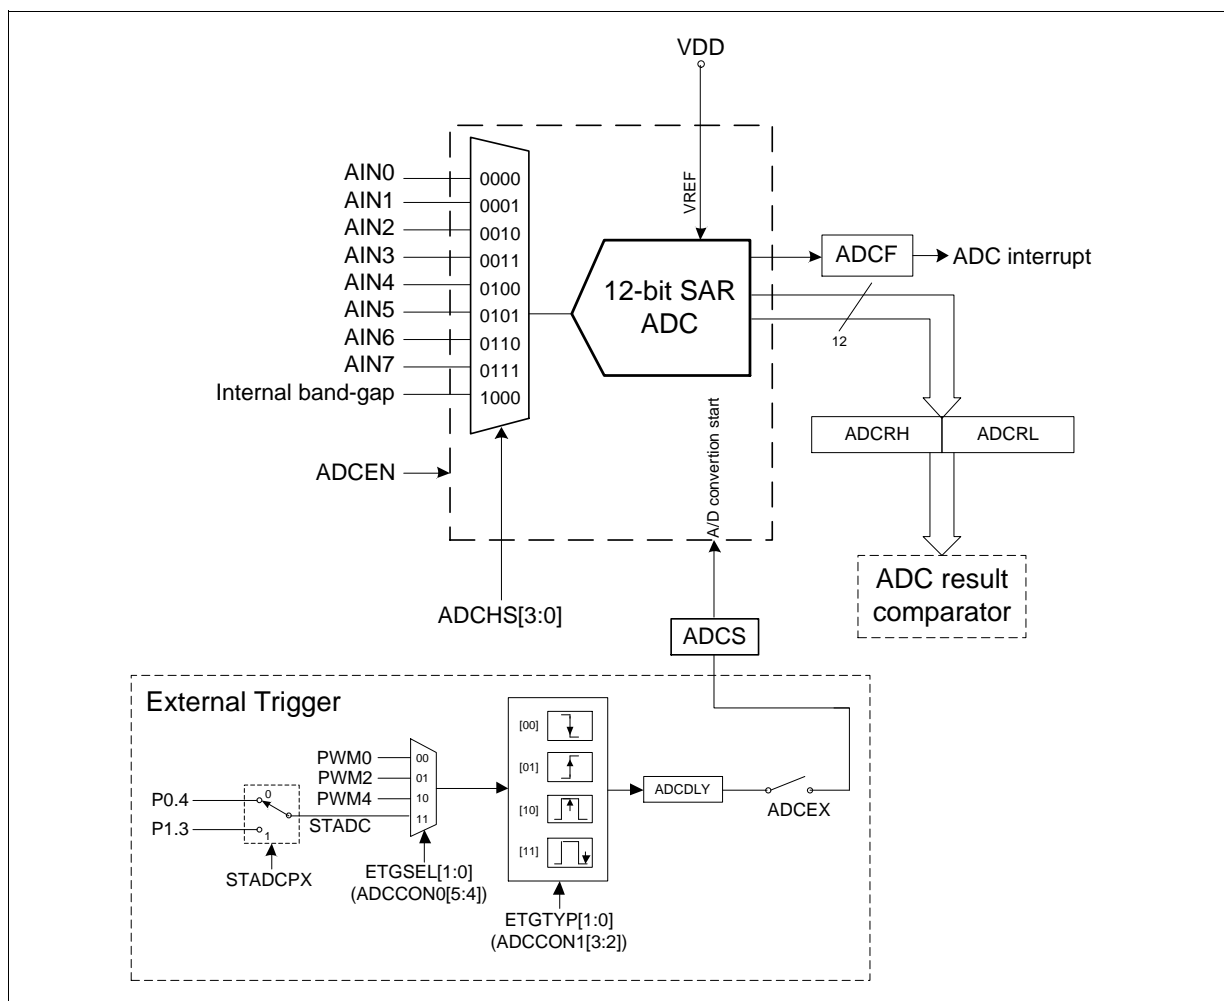 VDD
VREF
AIN0
AIN1
AIN2
AIN3
AIN4
AIN5
AIN6
AIN7
Internal band-gap
0000
0001
0010
0011
0100
0101
0110
0111
1000
12-bit SAR
ADC
ADCF
ADC interrupt
12
ADCRH
ADCRL
ADCEN
A/D convertion start
ADC result
comparator
ADCHS[3:0]
ADCS
External Trigger
PWM0
PWM2
PWM4
STADC
00
01
10
11
P0.4
P1.3
0
1
STADCPX
ETGSEL[1:0]
(ADCCON0[5:4])
[00]
[01]
[10]
[11]
ETGTYP[1:0]
(ADCCON1[3:2])
ADCDLY
ADCEX